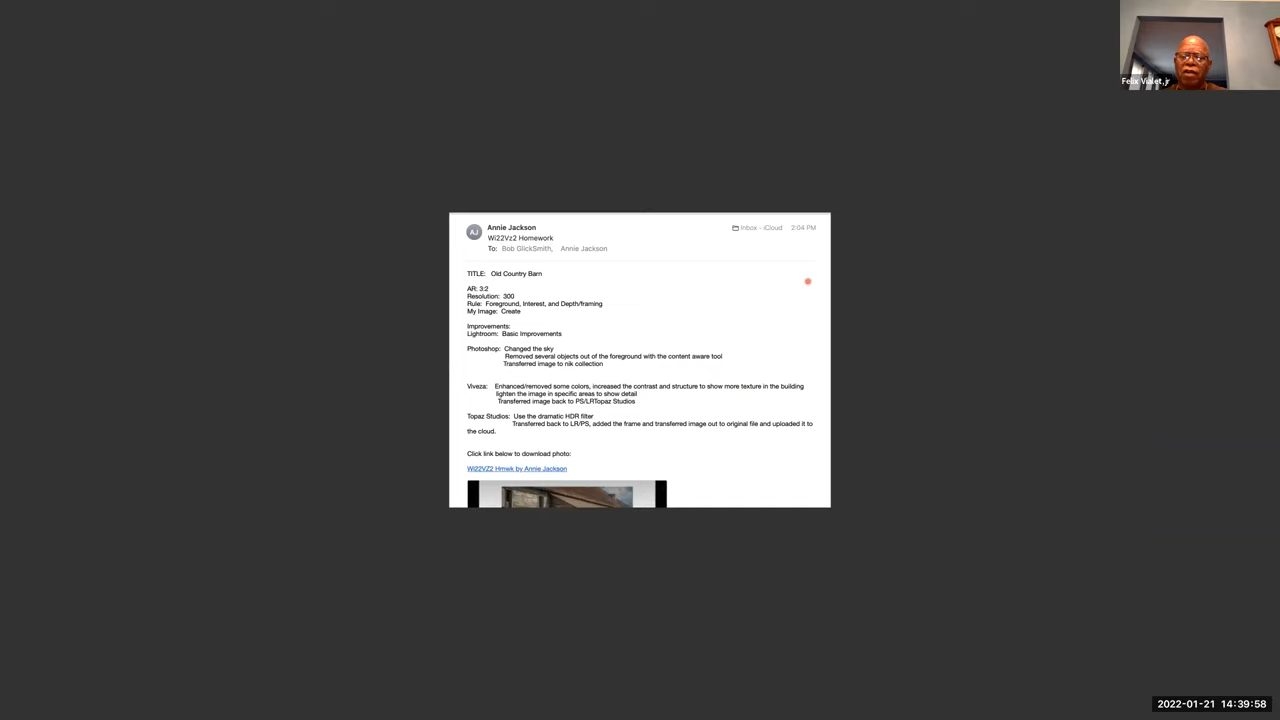 Felix Vialet,jr
AJ
Annie Jackson
Inbox - iCloud 2:04 PM
Wi22Vz2 Homework
To: Bob GlickSmith, Annie Jackson
TITLE: Old Country Barn
AR: 3:2
Resolution: 300
Rule: Foreground, Interest, and Depth/framing
My Image: Create
Improvements:
Lightroom: Basic Improvements
Photoshop: Changed the sky
Removed several objects out of the foreground with the content aware tool
Transferred image to nik collection
Viveza: Enhanced/removed some colors, increased the contrast and structure to show more texture in the building
lighten the image in specific areas to show detail
Transferred image back to PS/LRTopaz Studios
Topaz Studios: Use the dramatic HDR filter
Transferred back to LR/PS, added the frame and transferred image out to original file and uploaded it to
the cloud.
Click link below to download photo:
Wi22VZ2 Hmwk by Annie Jackson
2022-01-21 14:39:58